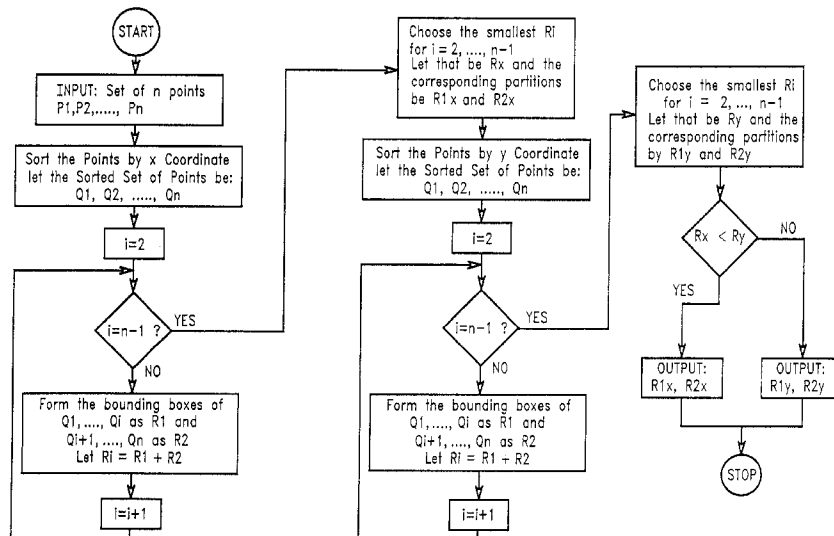 START
INPUT: Set of n points
P1,P2,....., Pn
Sort the Points by x Coordinate
let the Sorted Set of Points be:
Q1, Q2, ....., Qn
i=2
i=n-1 ?
YES
NO
Form the bounding boxes of
Q1,...., Qi as R1 and
Qi+1,...., Qn as R2
Let Ri = R1 + R2
i=i+1
Choose the smallest Ri
for i = 2, ...., n-1
Let that be Rx and the
corresponding partitions
be R1x and R2x
Sort the Points by y Coordinate
let the Sorted Set of Points be:
Q1, Q2, ....., Qn
i=2
i=n-1 ?
YES
NO
Form the bounding boxes of
Q1,...., Qi as R1 and
Qi+1,...., Qn as R2
Let Ri = R1 + R2
i=i+1
Choose the smallest Ri
for i = 2, ..., n-1
Let that be Ry and the
corresponding partitions
by R1y and R2y
Rx < Ry
NO
YES
OUTPUT:
R1x, R2x
OUTPUT:
R1y, R2y
STOP